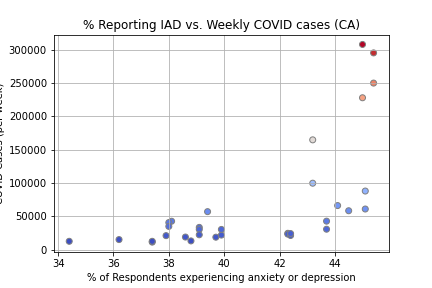 % Reporting IAD vs. Weekly COVID cases (CA)
300000
250000
200000
150000
100000
50000
0
34 36 38 40 42 44
% of Respondents experiencing anxiety or depression